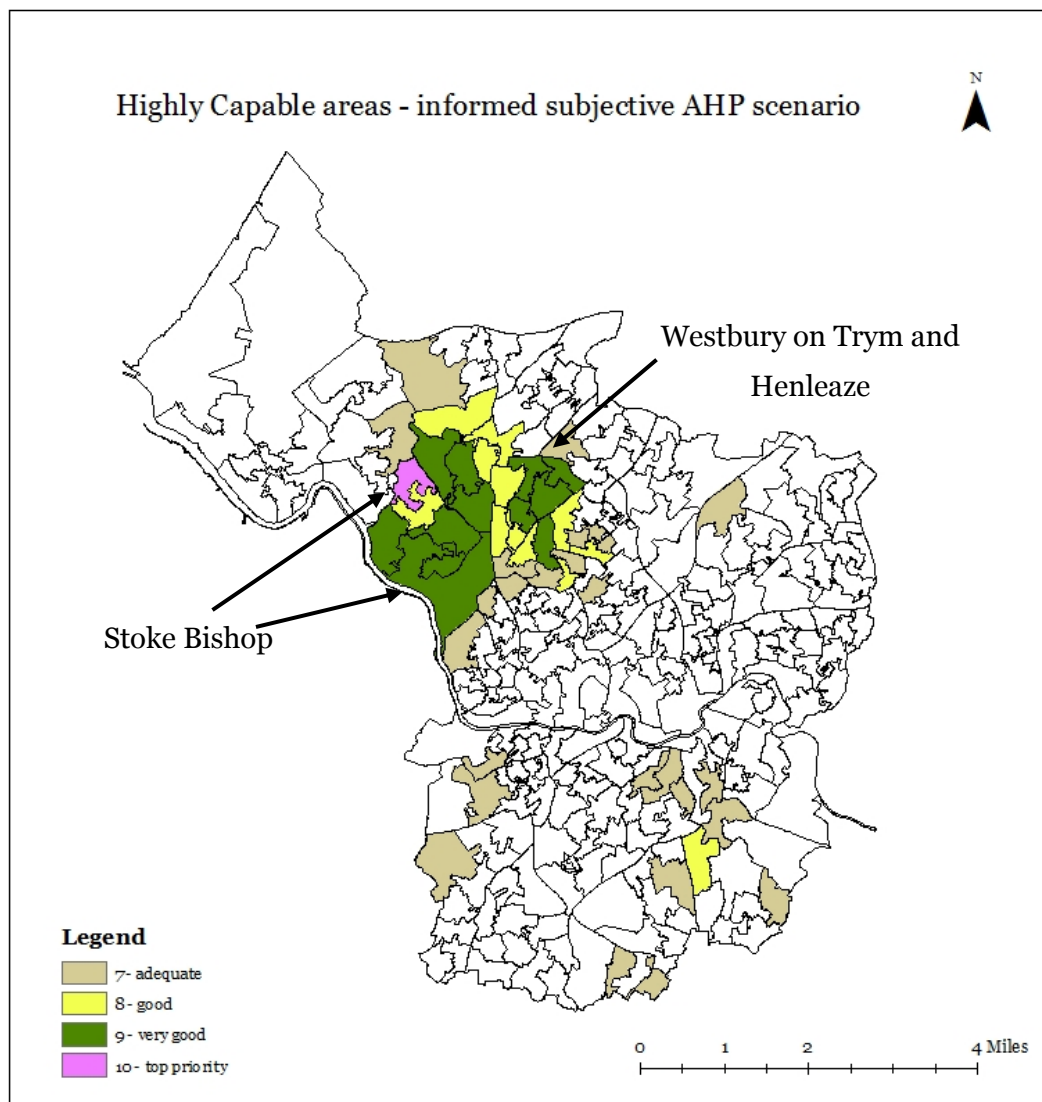 Highly Capable areas - informed subjective AHP scenario
N
Westbury on Trym and
Henleaze
Stoke Bishop
Legend
7- adequate
8- good
9- very good
10- top priority
0 1 2 4 Miles